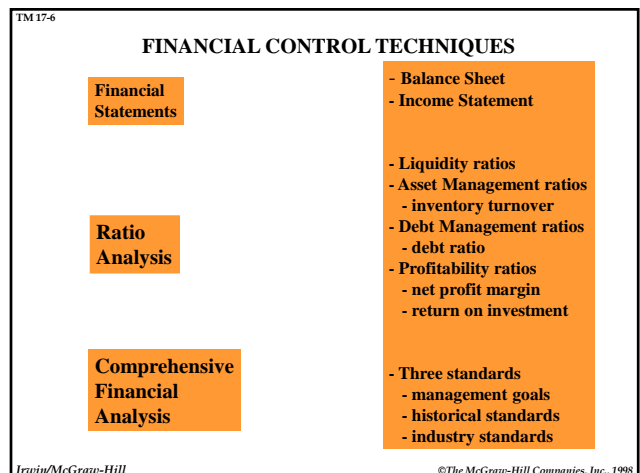 TM 17-6
FINANCIAL CONTROL TECHNIQUES
Financial
Statements
- Balance Sheet
- Income Statement
Ratio
Analysis
- Liquidity ratios
- Asset Management ratios
- inventory turnover
- Debt Management ratios
- debt ratio
- Profitability ratios
- net profit margin
- return on investment
Comprehensive
Financial
Analysis
- Three standards
- management goals
- historical standards
- industry standards
Irwin/McGraw-Hill
©The McGraw-Hill Companies, Inc., 1998